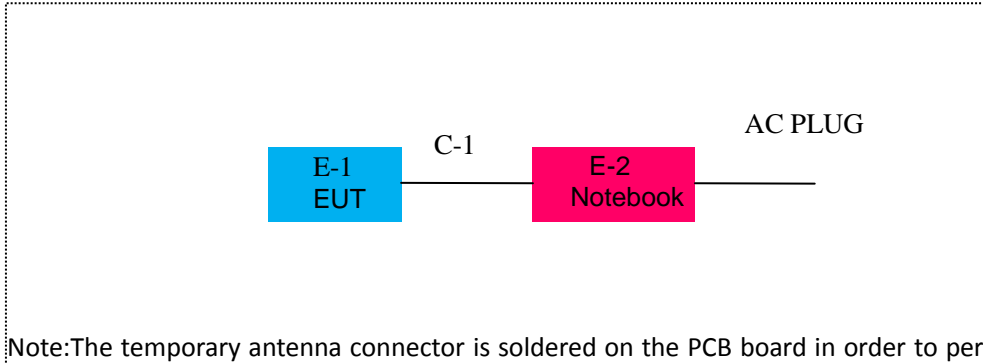 AC PLUG
C-1
E-1
EUT
E-2
Notebook
Note:The temporary antenna connector is soldered on the PCB board in order to per